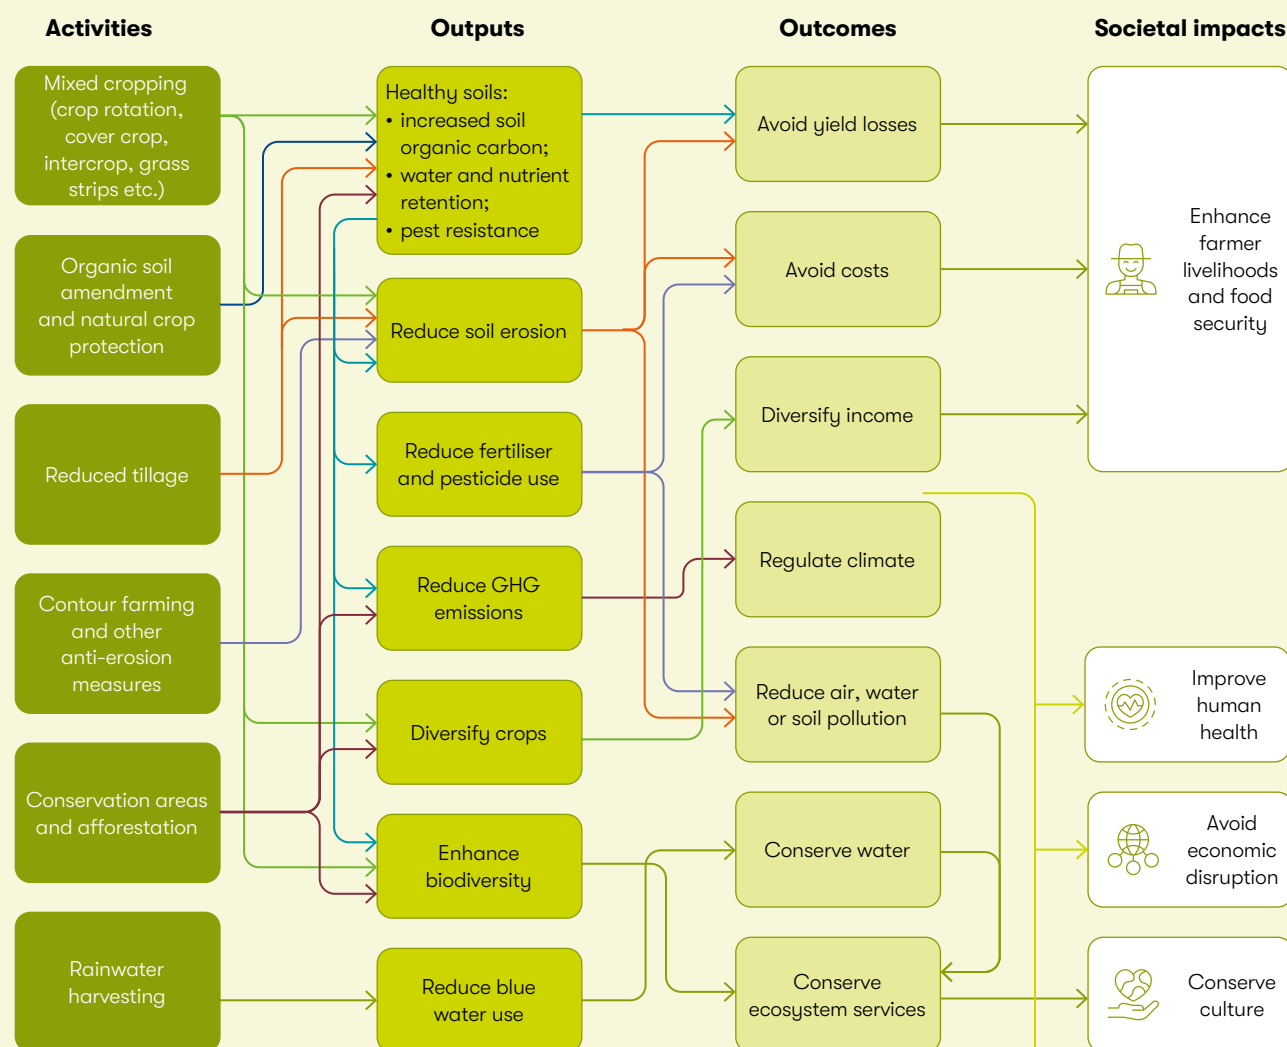 Activities
Outputs
Outcomes
Societal impacts
Mixed cropping
(crop rotation,
cover crop,
intercrop, grass
strips etc.)
Organic soil
amendment
and natural crop
protection
Reduced tillage
Contour farming
and other
anti-erosion
measures
Conservation areas
and afforestation
Rainwater
harvesting
Healthy soils:
• increased soil
organic carbon;
• water and nutrient
retention;
• pest resistance
Reduce soil erosion
Reduce fertiliser
and pesticide use
Reduce GHG
emissions
Diversify crops
Enhance
biodiversity
Reduce blue
water use
Avoid yield losses
Avoid costs
Diversify income
Regulate climate
Reduce air, water
or soil pollution
Conserve water
Conserve
ecosystem services
Enhance
farmer
livelihoods
and food
security
Improve
human
health
Avoid
economic
disruption
Conserve
culture